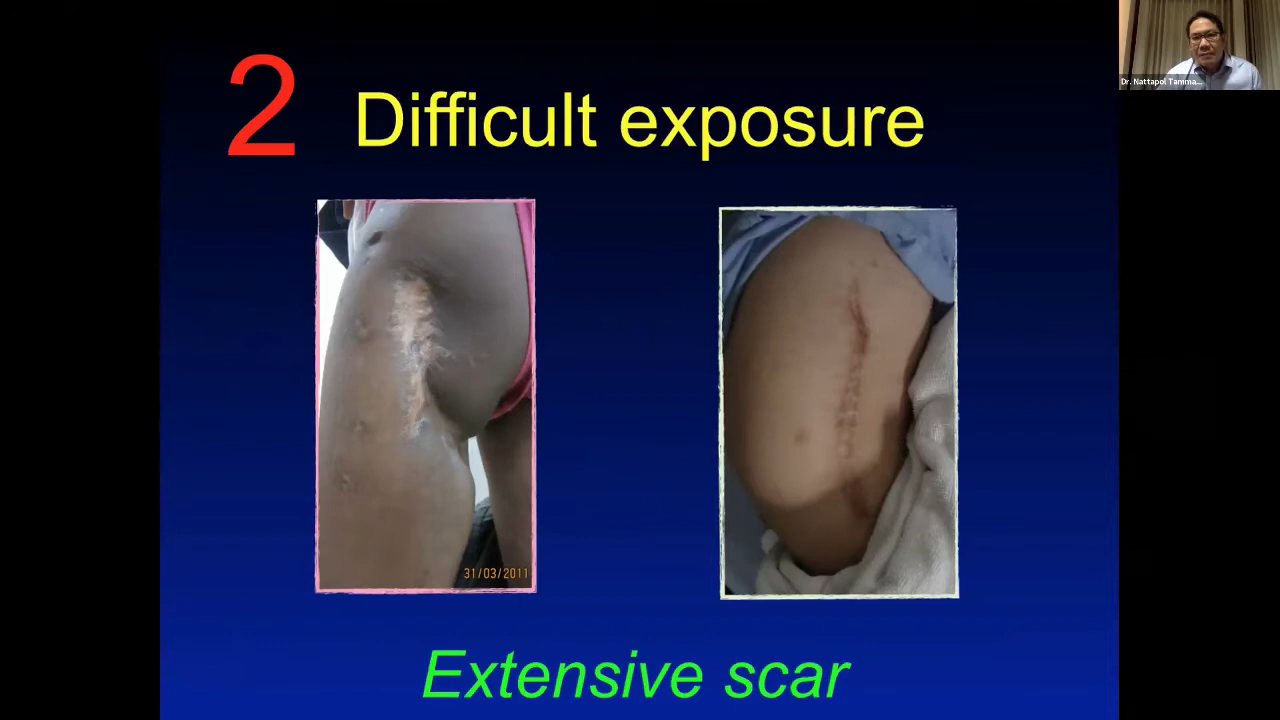 2 Difficult exposure
Dr. Nattapol Tamma...
31/03/2011
Extensive scar